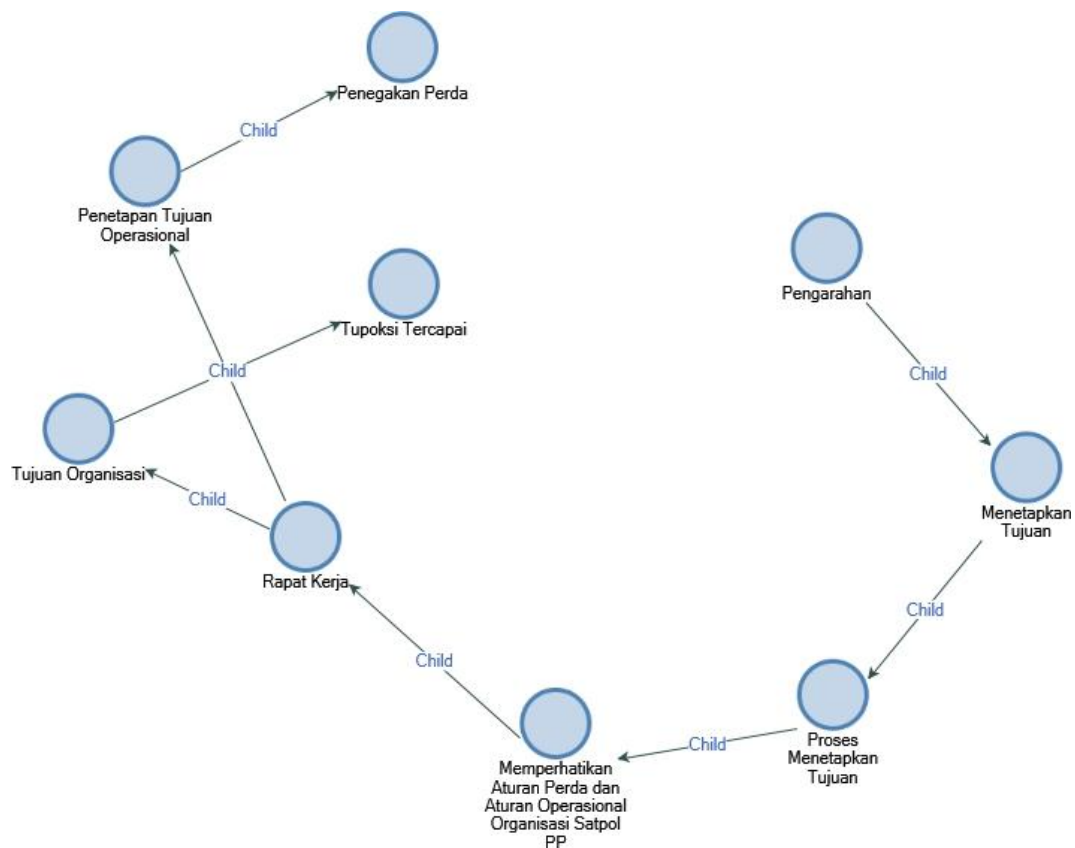 Penegakan Perda
Child
Penetapan Tujuan
Operasional
Pengarahan
Tupoksi Tercapai
Child
Child
Tujuan Organisasi
Child
Menetapkan
Tujuan
Rapat Kerja
Child
Child
Child
Proses
Menetapkan
Tujuan
Memperhatikan
Aturan Perda dan
Aturan Operasional
Organisasi Satpol
PP